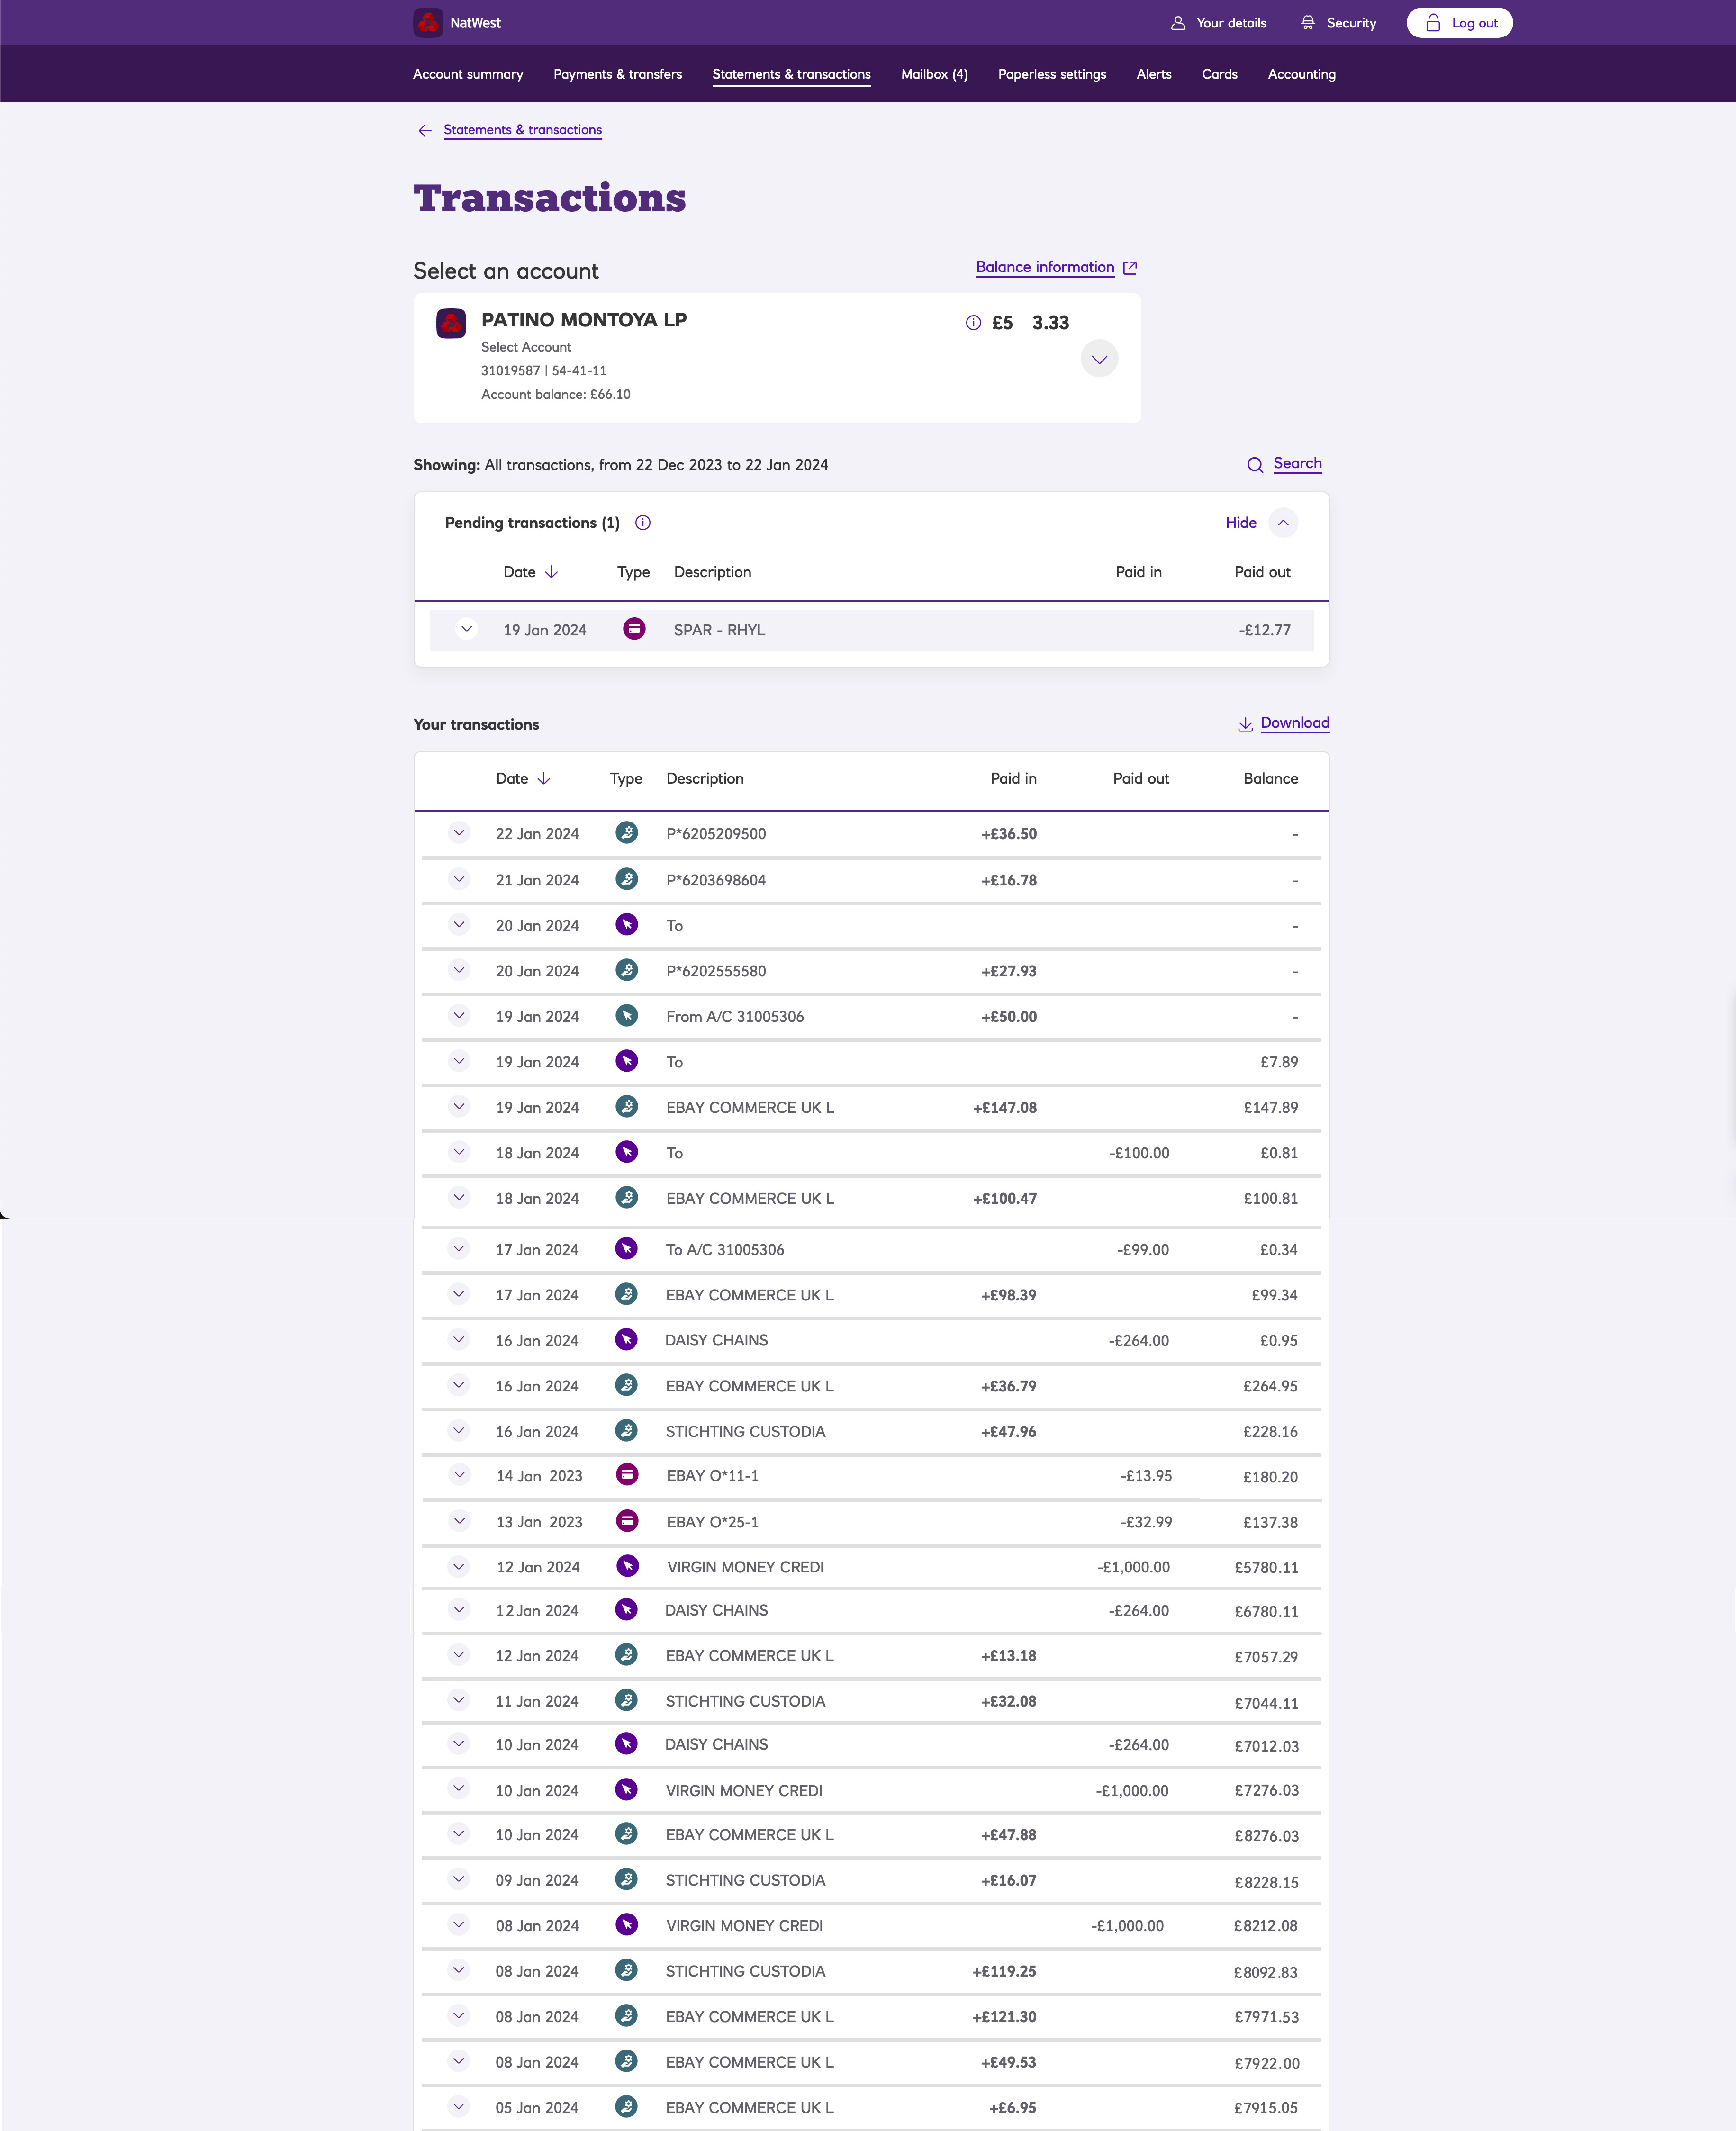 NatWest Your details Security Log out
Account summary Payments & transfers Statements & transactions Mailbox (4) Paperless settings Alerts Cards Accounting
Statements & transactions
Transactions
Select an account Balance information
PATINO MONTOYA LP £5 3.33
Select Account
31019587 | 54-41-11
Account balance: £66.10
Showing: All transactions, from 22 Dec 2023 to 22 Jan 2024 Search
Pending transactions (1) Hide
Date Type Description Paid in Paid out
19 Jan 2024 SPAR - RHYL -£12.77
Your transactions Download
Date Type Description Paid in Paid out Balance
22 Jan 2024 P*6205209500 +£36.50 -
21 Jan 2024 P*6203698604 +£16.78 -
20 Jan 2024 To -
20 Jan 2024 P*6202555580 +£27.93 -
19 Jan 2024 From A/C 31005306 +£50.00 -
19 Jan 2024 To £7.89
19 Jan 2024 EBAY COMMERCE UK L +£147.08 £147.89
18 Jan 2024 To -£100.00 £0.81
18 Jan 2024 EBAY COMMERCE UK L +£100.47 £100.81
17 Jan 2024 To A/C 31005306 -£99.00 £0.34
17 Jan 2024 EBAY COMMERCE UK L +£98.39 £99.34
16 Jan 2024 DAISY CHAINS -£264.00 £0.95
16 Jan 2024 EBAY COMMERCE UK L +£36.79 £264.95
16 Jan 2024 STICHTING CUSTODIA +£47.96 £228.16
14 Jan 2023 EBAY O*11-1 -£13.95 £180.20
13 Jan 2023 EBAY O*25-1 -£32.99 £137.38
12 Jan 2024 VIRGIN MONEY CREDI -£1,000.00 £5780.11
12 Jan 2024 DAISY CHAINS -£264.00 £6780.11
12 Jan 2024 EBAY COMMERCE UK L +£13.18 £7057.29
11 Jan 2024 STICHTING CUSTODIA +£32.08 £7044.11
10 Jan 2024 DAISY CHAINS -£264.00 £7012.03
10 Jan 2024 VIRGIN MONEY CREDI -£1,000.00 £7276.03
10 Jan 2024 EBAY COMMERCE UK L +£47.88 £8276.03
09 Jan 2024 STICHTING CUSTODIA +£16.07 £8228.15
08 Jan 2024 VIRGIN MONEY CREDI -£1,000.00 £8212.08
08 Jan 2024 STICHTING CUSTODIA +£119.25 £8092.83
08 Jan 2024 EBAY COMMERCE UK L +£121.30 £7971.53
08 Jan 2024 EBAY COMMERCE UK L +£49.53 £7922.00
05 Jan 2024 EBAY COMMERCE UK L +£6.95 £7915.05